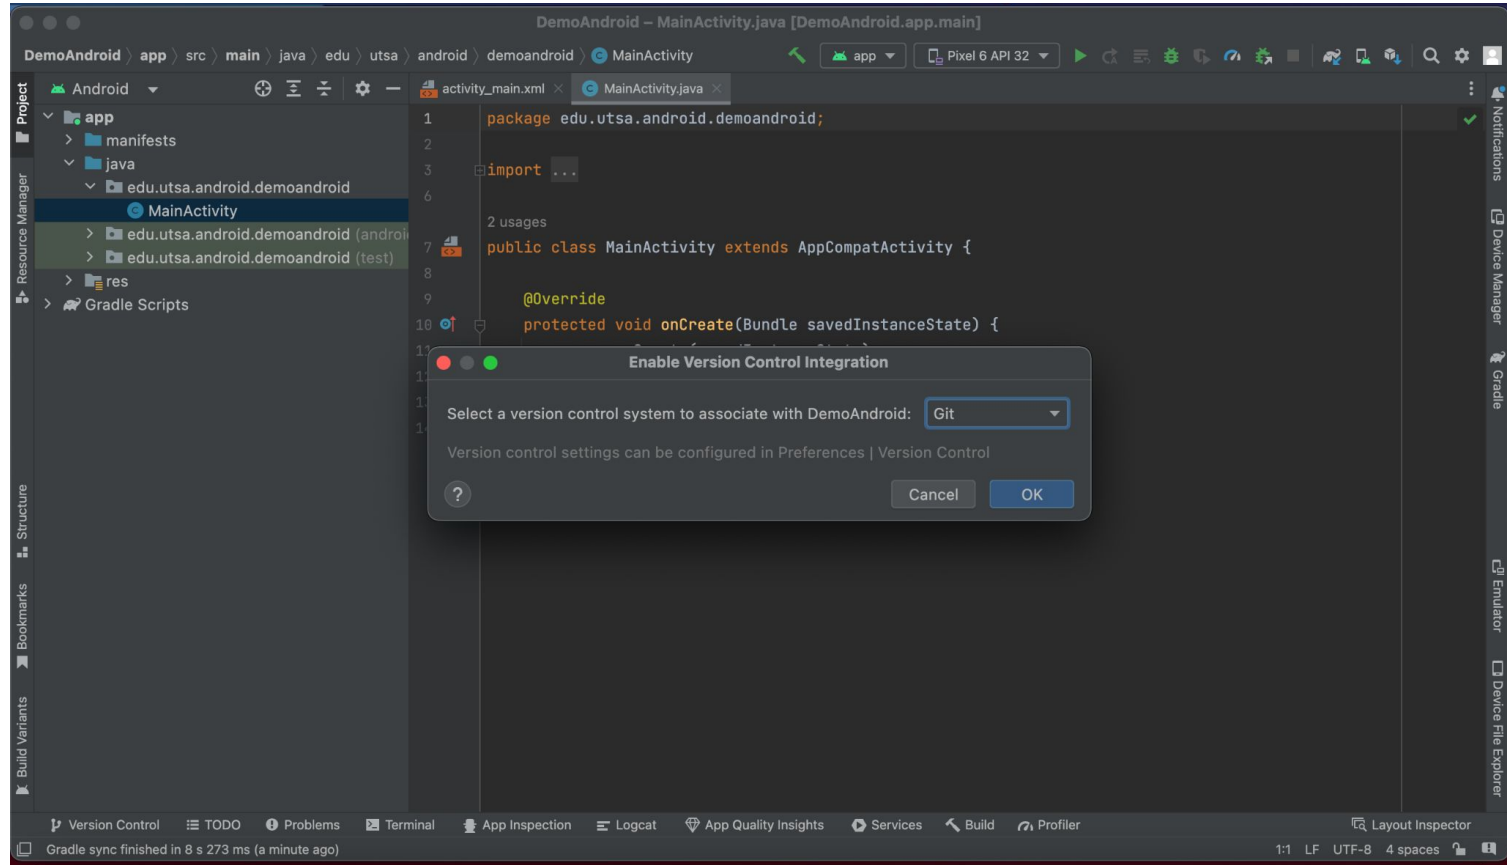 DemoAndroid – MainActivity.java [DemoAndroid.app.main]
DemoAndroid app src main java edu utsa android demoandroid MainActivity
app Pixel 6 API 32
Android
activity_main.xml MainActivity.java
Project
Resource Manager
Structure
Bookmarks
Build Variants
app
manifests
java
edu.utsa.android.demoandroid
MainActivity
edu.utsa.android.demoandroid (androi
edu.utsa.android.demoandroid (test)
res
Gradle Scripts
1 package edu.utsa.android.demoandroid;
2
3 import ...
6
2 usages
7 public class MainActivity extends AppCompatActivity {
8
9 @Override
10 protected void onCreate(Bundle savedInstanceState) {
11
Enable Version Control Integration
Select a version control system to associate with DemoAndroid: Git
Version control settings can be configured in Preferences | Version Control
? Cancel OK
Notifications
Device Manager
Gradle
Emulator
Device File Explorer
Version Control TODO Problems Terminal App Inspection Logcat App Quality Insights Services Build Profiler Layout Inspector
Gradle sync finished in 8 s 273 ms (a minute ago) 1:1 LF UTF-8 4 spaces